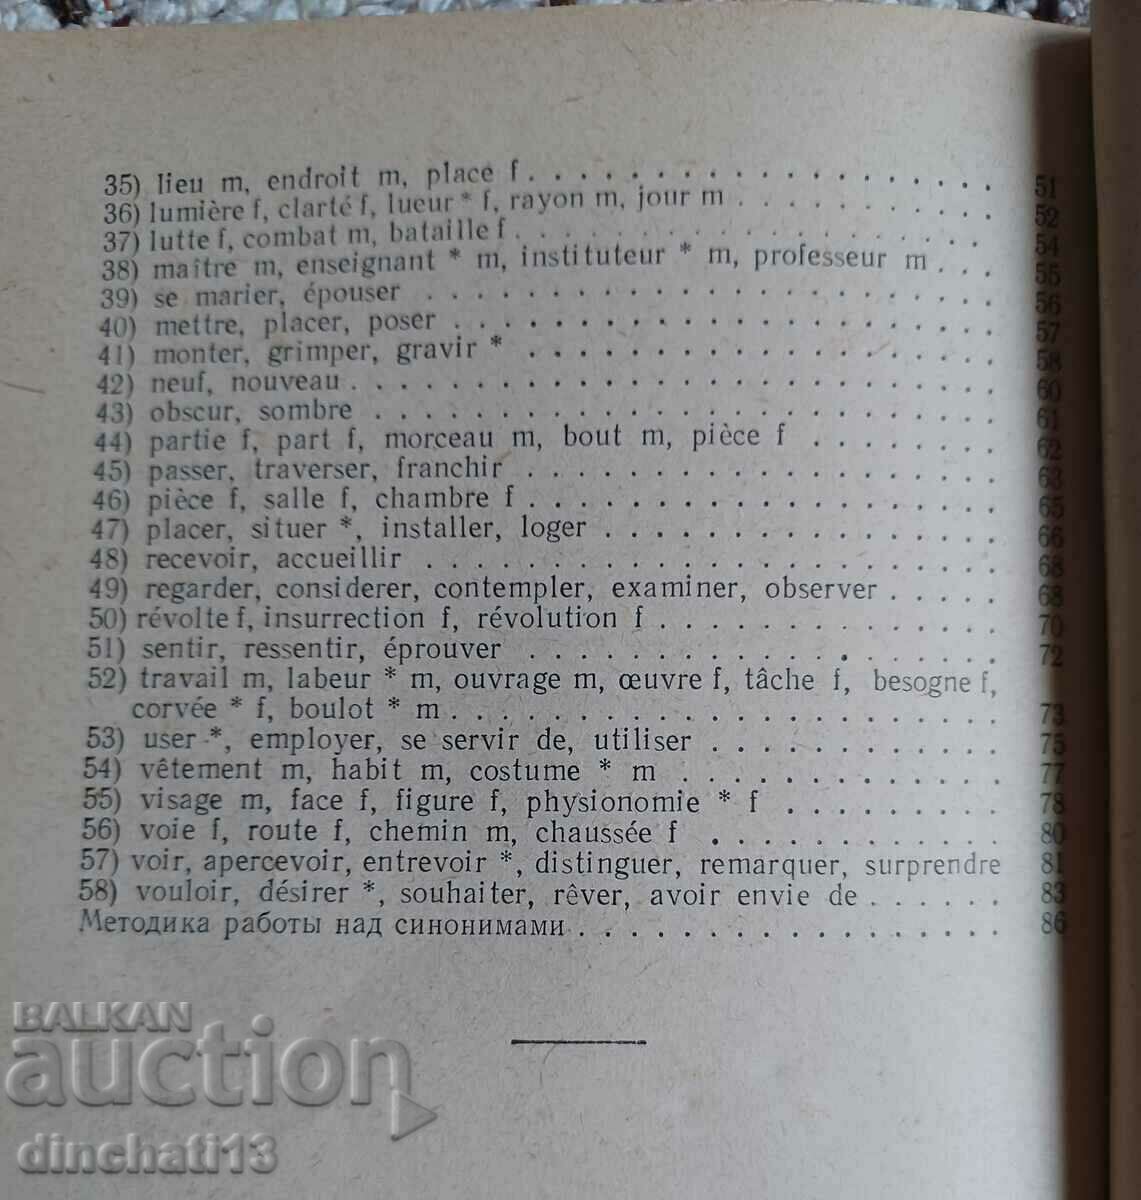 35) lieu m, endroit m, place f . . . . . . . . . . . . . . . . . 51
36) lumière f, clarté f, lueur * f, rayon m, jour m . . . . . . . . . 52
37) lutte f, combat m, bataille f . . . . . . . . . . . . . . . . . 54
38) maître m, enseignant * m, instituteur * m, professeur m . . . 55
39) se marier, épouser . . . . . . . . . . . . . . . . . . . . . 56
40) mettre, placer, poser . . . . . . . . . . . . . . . . . . . . 57
41) monter, grimper, gravir * . . . . . . . . . . . . . . . . . . 58
42) neuf, nouveau . . . . . . . . . . . . . . . . . . . . . . . . 60
43) obscur, sombre . . . . . . . . . . . . . . . . . . . . . . . 61
44) partie f, part f, morceau m, bout m, pièce f . . . . . . . . 62
45) passer, traverser, franchir . . . . . . . . . . . . . . . . . 63
46) pièce f, salle f, chambre f . . . . . . . . . . . . . . . . . 65
47) placer, situer *, installer, loger . . . . . . . . . . . . . . . 66
48) recevoir, accueillir . . . . . . . . . . . . . . . . . . . . . 68
49) regarder, considerer, contempler, examiner, observer . . . . . 68
50) révolte f, insurrection f, révolution f . . . . . . . . . . . . . 70
51) sentir, ressentir, éprouver . . . . . . . . . . . . . . . . . 72
52) travail m, labeur * m, ouvrage m, œuvre f, tâche f, besogne f,
corvée * f, boulot * m . . . . . . . . . . . . . . . . . . . . 73
53) user *, employer, se servir de, utiliser . . . . . . . . . . . 75
54) vêtement m, habit m, costume * m . . . . . . . . . . . . . 77
55) visage m, face f, figure f, physionomie * f . . . . . . . . . 78
56) voie f, route f, chemin m, chaussée f . . . . . . . . . . . 80
57) voir, apercevoir, entrevoir *, distinguer, remarquer, surprendre 81
58) vouloir, désirer *, souhaiter, rêver, avoir envie de . . . . . . 83
Методика работы над синонимами . . . . . . . . . . . . . . . 86
BALKAN
auction
dinchati13